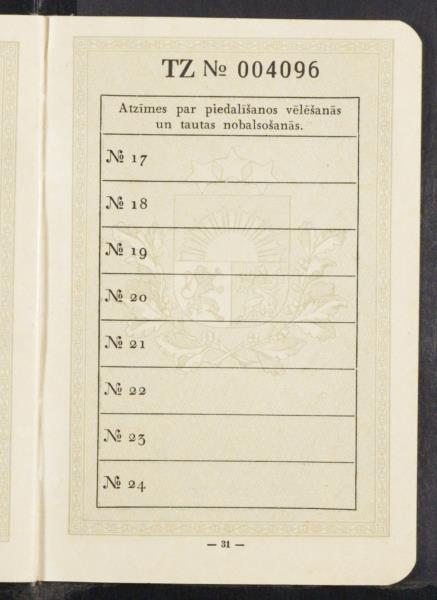 TZ № 004096
Atzīmes par piedalīšanos vēlēšanās
un tautas nobalsošanās.
№ 17
№ 18
№ 19
№ 20
№ 21
№ 22
№ 23
№ 24
— 31 —